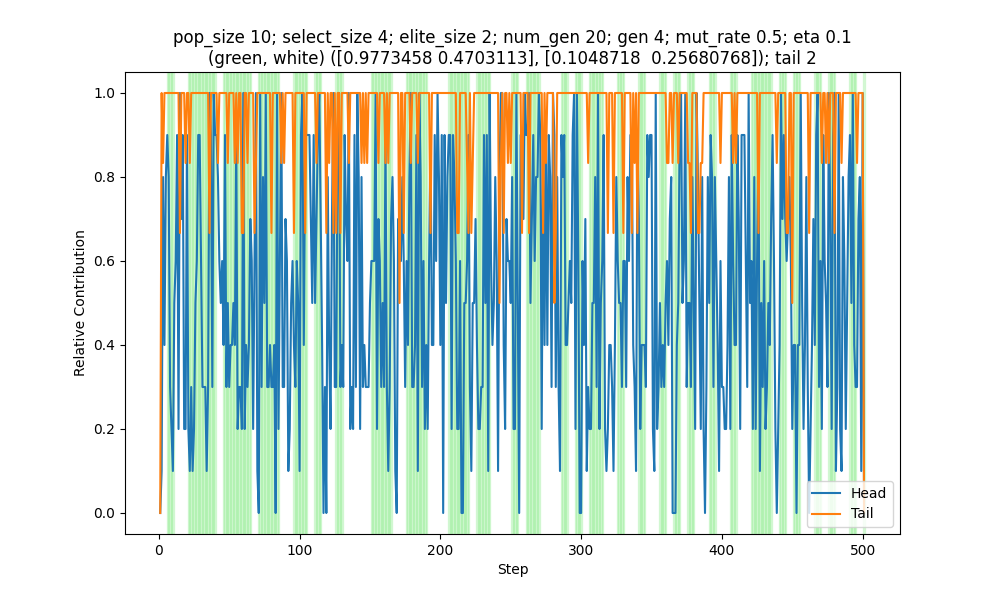 pop_size 10; select_size 4; elite_size 2; num_gen 20; gen 4; mut_rate 0.5; eta 0.1
(green, white) ([0.9773458 0.4703113], [0.1048718  0.25680768]); tail 2
1.0
0.8
0.6
0.4
0.2
0.0
Relative Contribution
Head
Tail
0
100
200
300
400
500
Step